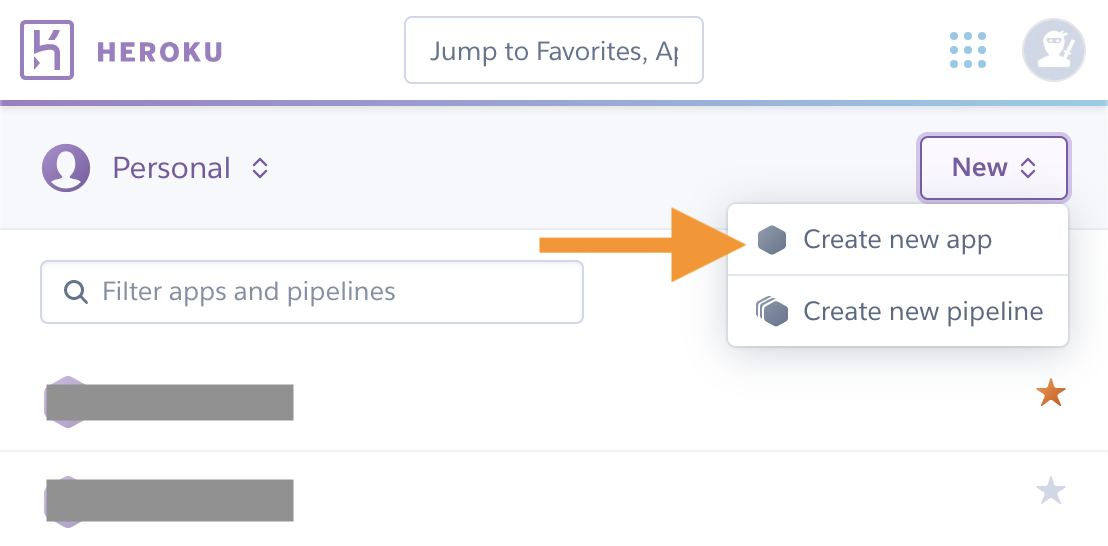 HEROKU
Jump to Favorites, Ap
Personal
New
Create new app
Filter apps and pipelines
Create new pipeline